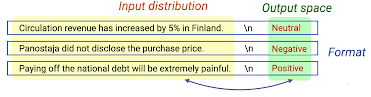 Input distribution Output space
Circulation revenue has increased by 5% in Finland. \n Neutral
Panostaja did not disclose the purchase price. \n Negative
Format
Paying off the national debt will be extremely painful. \n Positive